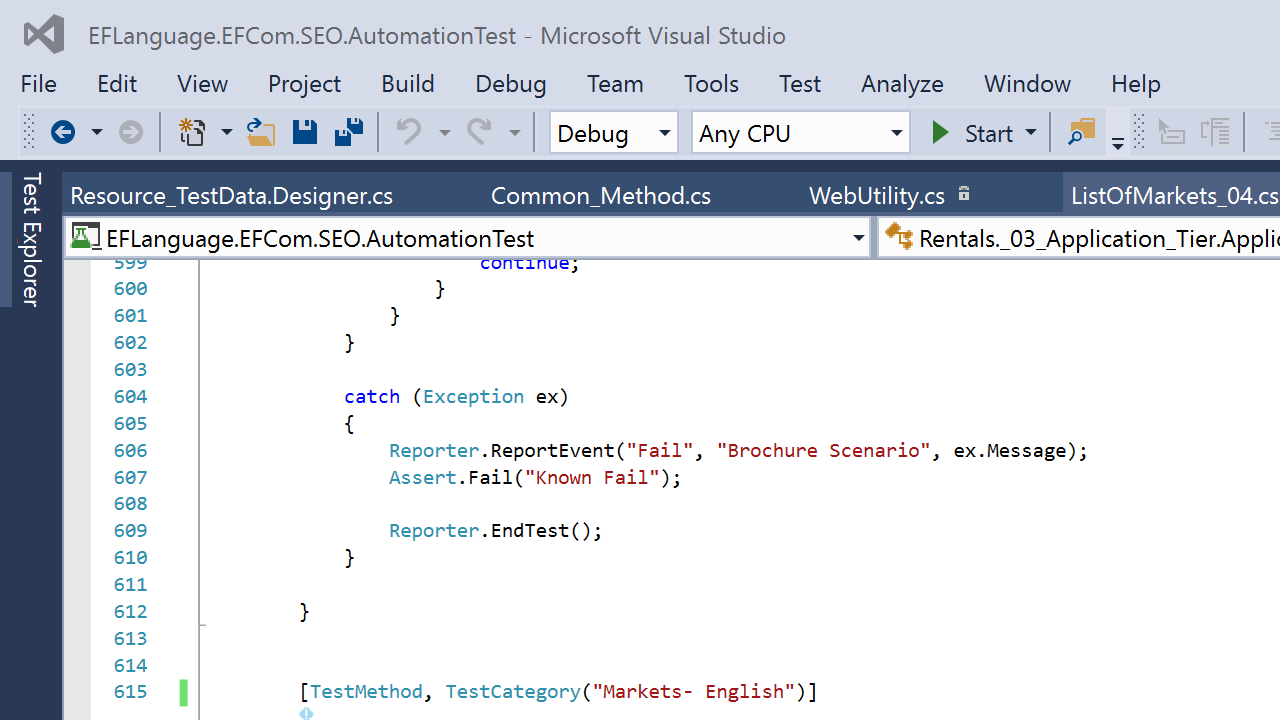 EFLanguage.EFCom.SEO.AutomationTest - Microsoft Visual Studio
File Edit View Project Build Debug Team Tools Test Analyze Window Help
Debug Any CPU Start
Test Explorer
Resource_TestData.Designer.cs Common_Method.cs WebUtility.cs ListOfMarkets_04.cs
EFLanguage.EFCom.SEO.AutomationTest Rentals._03_Application_Tier.Applic
599 continue;
600 }
601 }
602 }
603
604 catch (Exception ex)
605 {
606 Reporter.ReportEvent("Fail", "Brochure Scenario", ex.Message);
607 Assert.Fail("Known Fail");
608
609 Reporter.EndTest();
610 }
611
612 }
613
614
615 [TestMethod, TestCategory("Markets- English")]